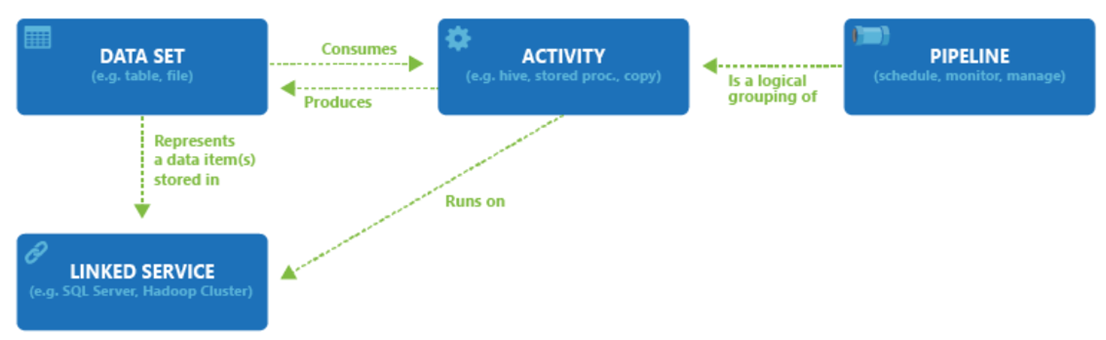 DATA SET
(e.g. table, file)
Consumes
Produces
ACTIVITY
(e.g. hive, stored proc., copy)
Is a logical
grouping of
PIPELINE
(schedule, monitor, manage)
Represents
a data item(s)
stored in
Runs on
LINKED SERVICE
(e.g. SQL Server, Hadoop Cluster)